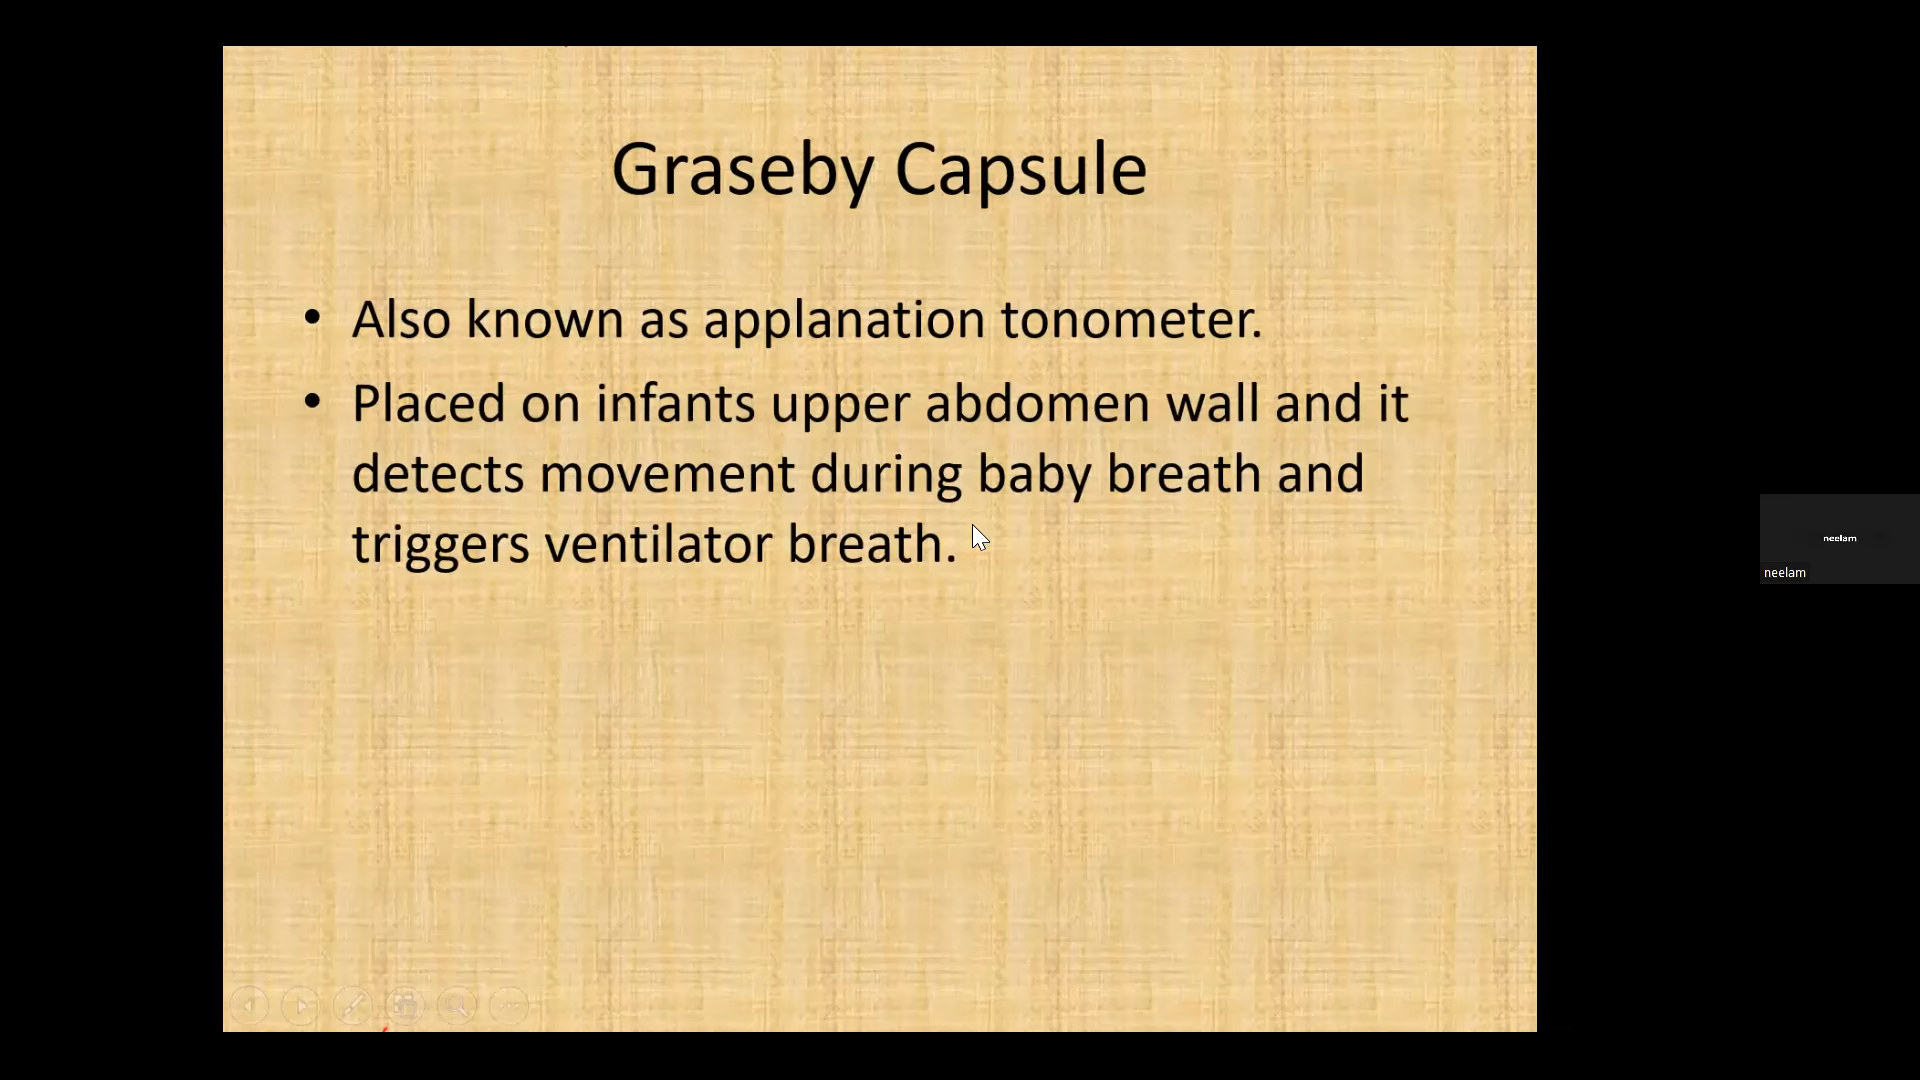 Graseby Capsule
• Also known as applanation tonometer.
• Placed on infants upper abdomen wall and it
detects movement during baby breath and
triggers ventilator breath.
neelam
neelam